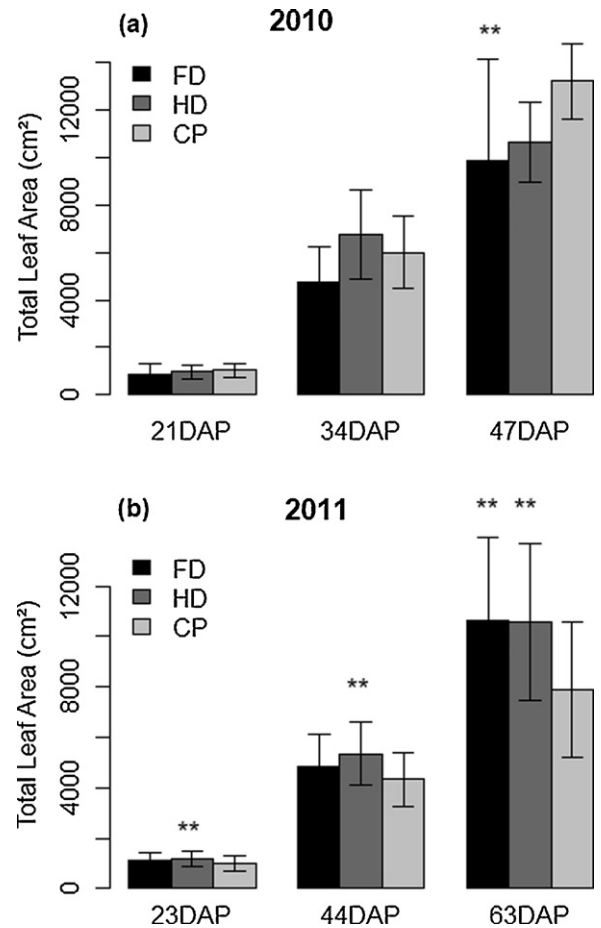 (a) 2010
**
FD
HD
CP
Total Leaf Area (cm²)
12000
8000
4000
0
21DAP 34DAP 47DAP
(b) 2011
** **
FD
HD
CP
Total Leaf Area (cm²)
12000
8000
4000
0
**
**
23DAP 44DAP 63DAP